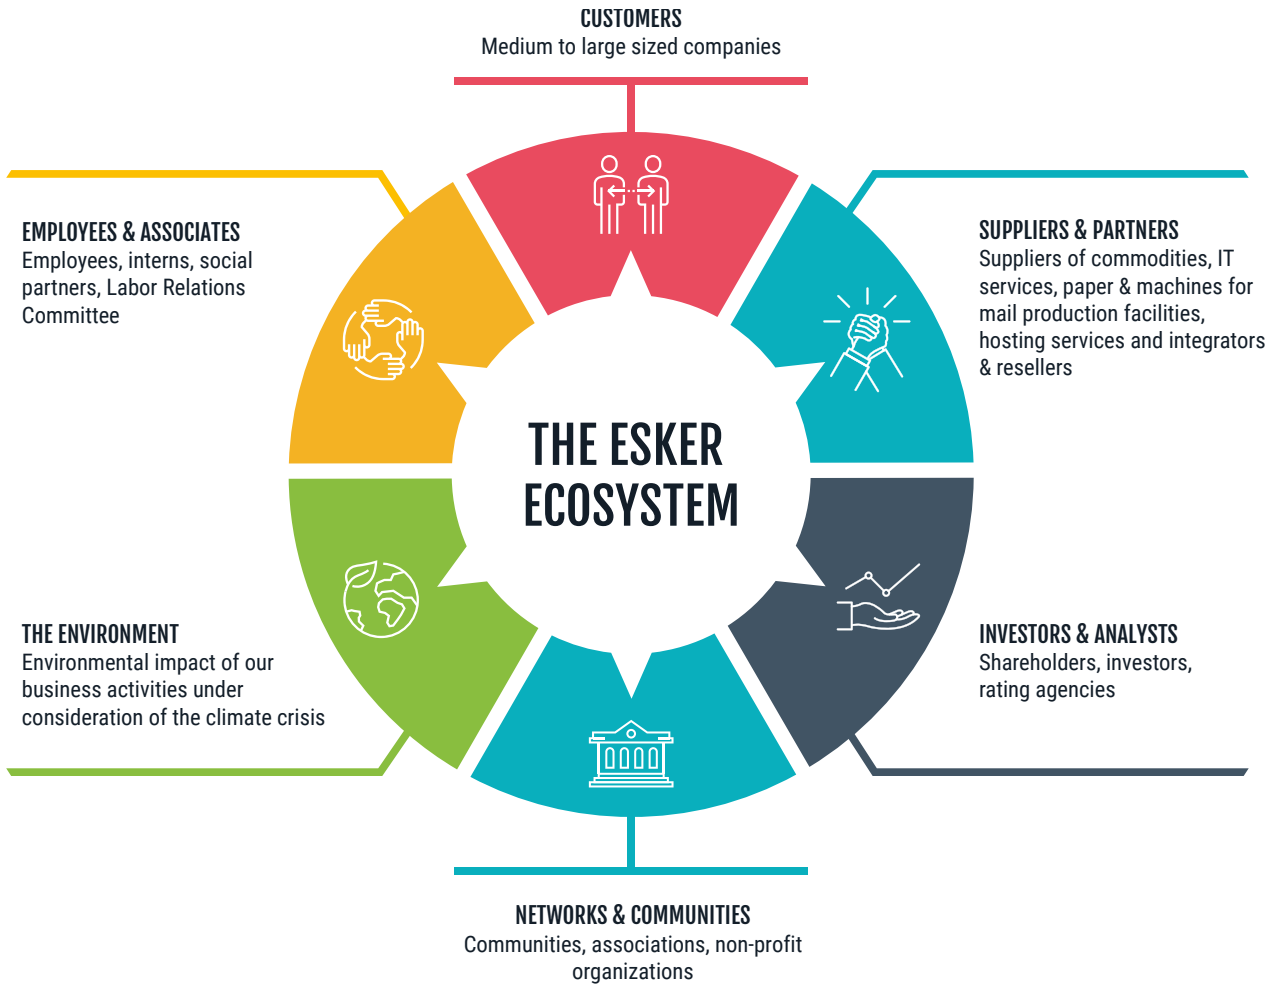 CUSTOMERS
Medium to large sized companies
EMPLOYEES & ASSOCIATES
Employees, interns, social
partners, Labor Relations
Committee
SUPPLIERS & PARTNERS
Suppliers of commodities, IT
services, paper & machines for
mail production facilities,
hosting services and integrators
& resellers
THE ESKER
ECOSYSTEM
THE ENVIRONMENT
Environmental impact of our
business activities under
consideration of the climate crisis
INVESTORS & ANALYSTS
Shareholders, investors,
rating agencies
NETWORKS & COMMUNITIES
Communities, associations, non-profit
organizations